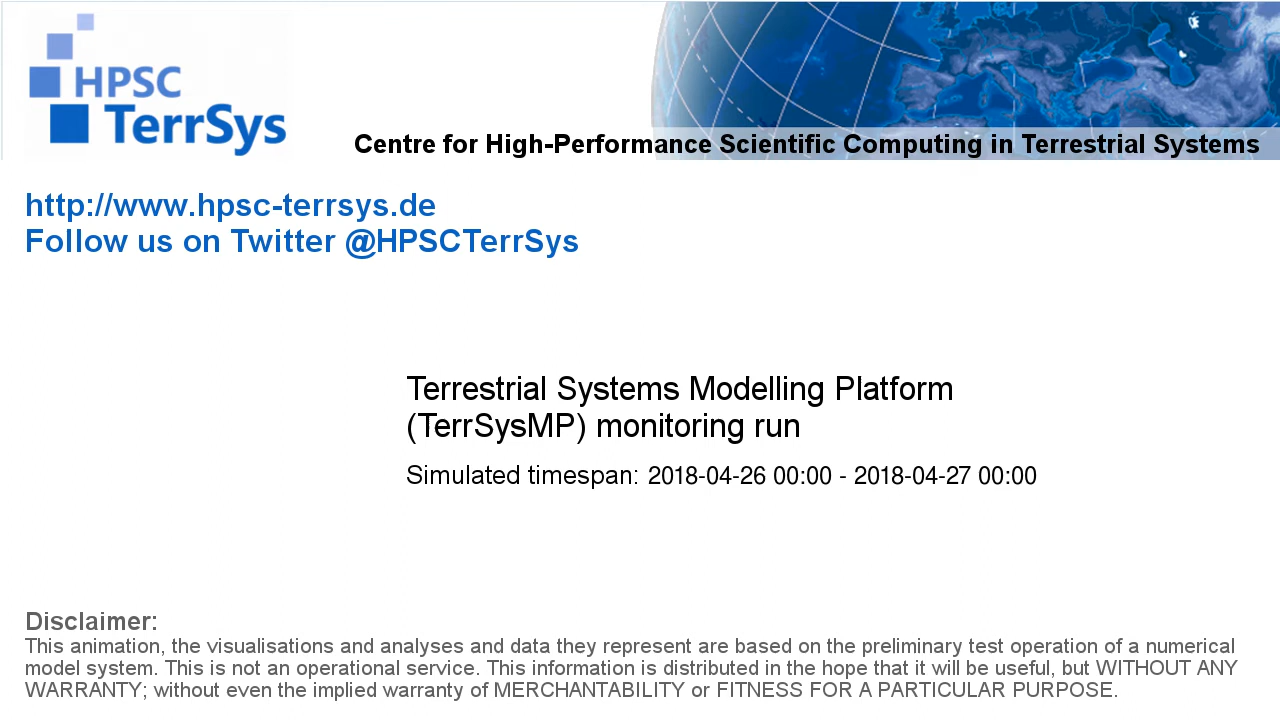 HPSC
TerrSys
Centre for High-Performance Scientific Computing in Terrestrial Systems
http://www.hpsc-terrsys.de
Follow us on Twitter @HPSCTerrSys
Terrestrial Systems Modelling Platform
(TerrSysMP) monitoring run
Simulated timespan: 2018-04-26 00:00 - 2018-04-27 00:00
Disclaimer:
This animation, the visualisations and analyses and data they represent are based on the preliminary test operation of a numerical
model system. This is not an operational service. This information is distributed in the hope that it will be useful, but WITHOUT ANY
WARRANTY; without even the implied warranty of MERCHANTABILITY or FITNESS FOR A PARTICULAR PURPOSE.